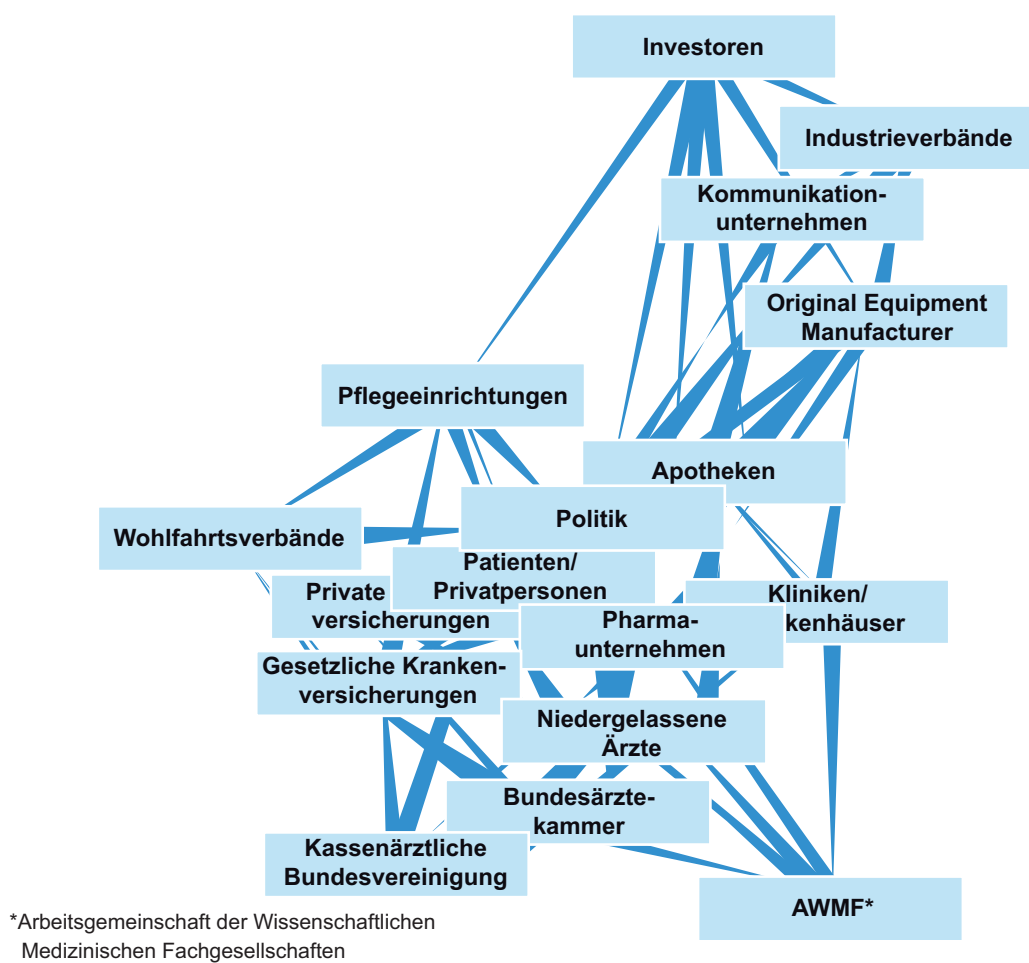 Investoren
Industrieverbände
Kommunikation-
unternehmen
Original Equipment
Manufacturer
Pflegeeinrichtungen
Apotheken
Politik
Wohlfahrtsverbände
Patienten/
Privatpersonen
Private
versicherungen
Kliniken/
kenhäuser
Pharma-
unternehmen
Gesetzliche Kranken-
versicherungen
Niedergelassene
Ärzte
Bundesärzte-
kammer
Kassenärztliche
Bundesvereinigung
AWMF*
*Arbeitsgemeinschaft der Wissenschaftlichen
Medizinischen Fachgesellschaften